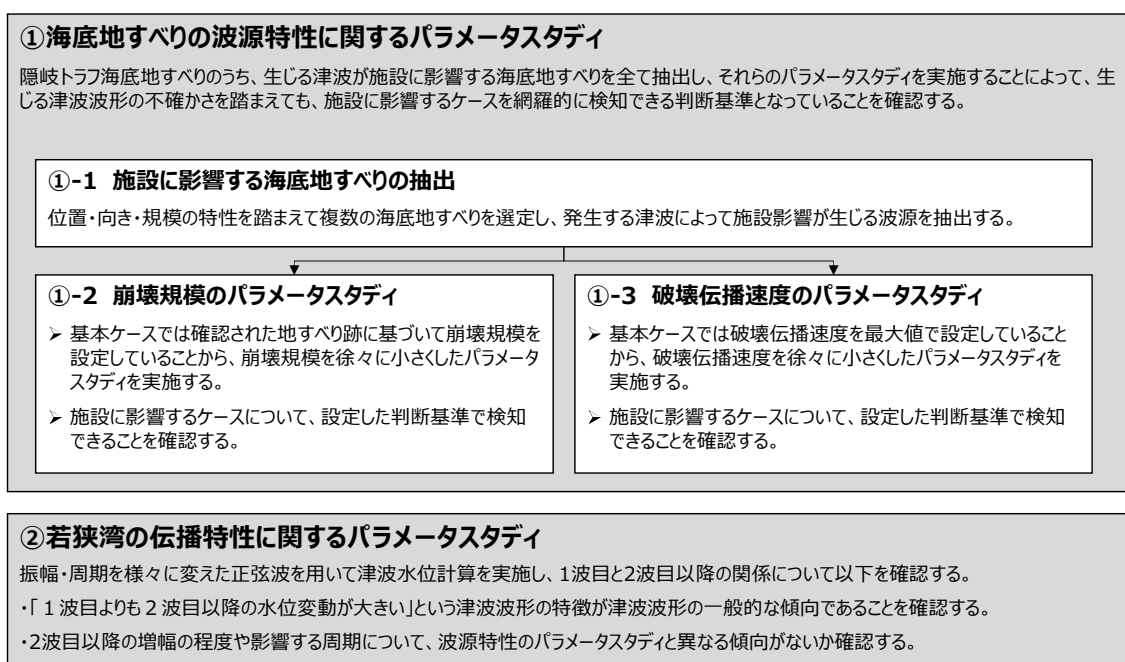 ①海底地すべりの波源特性に関するパラメータスタディ
隠岐トラフ海底地すべりのうち、生じる津波が施設に影響する海底地すべりを全て抽出し、それらのパラメータスタディを実施することによって、生
じる津波波形の不確かさを踏まえても、施設に影響するケースを網羅的に検知できる判断基準となっていることを確認する。
①-1 施設に影響する海底地すべりの抽出
位置・向き・規模の特性を踏まえて複数の海底地すべりを選定し、発生する津波によって施設影響が生じる波源を抽出する。
①-2 崩壊規模のパラメータスタディ
➢ 基本ケースでは確認された地すべり跡に基づいて崩壊規模を
設定していることから、崩壊規模を徐々に小さくしたパラメータ
スタディを実施する。
➢ 施設に影響するケースについて、設定した判断基準で検知
できることを確認する。
①-3 破壊伝播速度のパラメータスタディ
➢ 基本ケースでは破壊伝播速度を最大値で設定していること
から、破壊伝播速度を徐々に小さくしたパラメータスタディを
実施する。
➢ 施設に影響するケースについて、設定した判断基準で検知
できることを確認する。
②若狭湾の伝播特性に関するパラメータスタディ
振幅・周期を様々に変えた正弦波を用いて津波水位計算を実施し、1波目と2波目以降の関係について以下を確認する。
・「１波目よりも２波目以降の水位変動が大きい」という津波波形の特徴が津波波形の一般的な傾向であることを確認する。
・2波目以降の増幅の程度や影響する周期について、波源特性のパラメータスタディと異なる傾向がないか確認する。